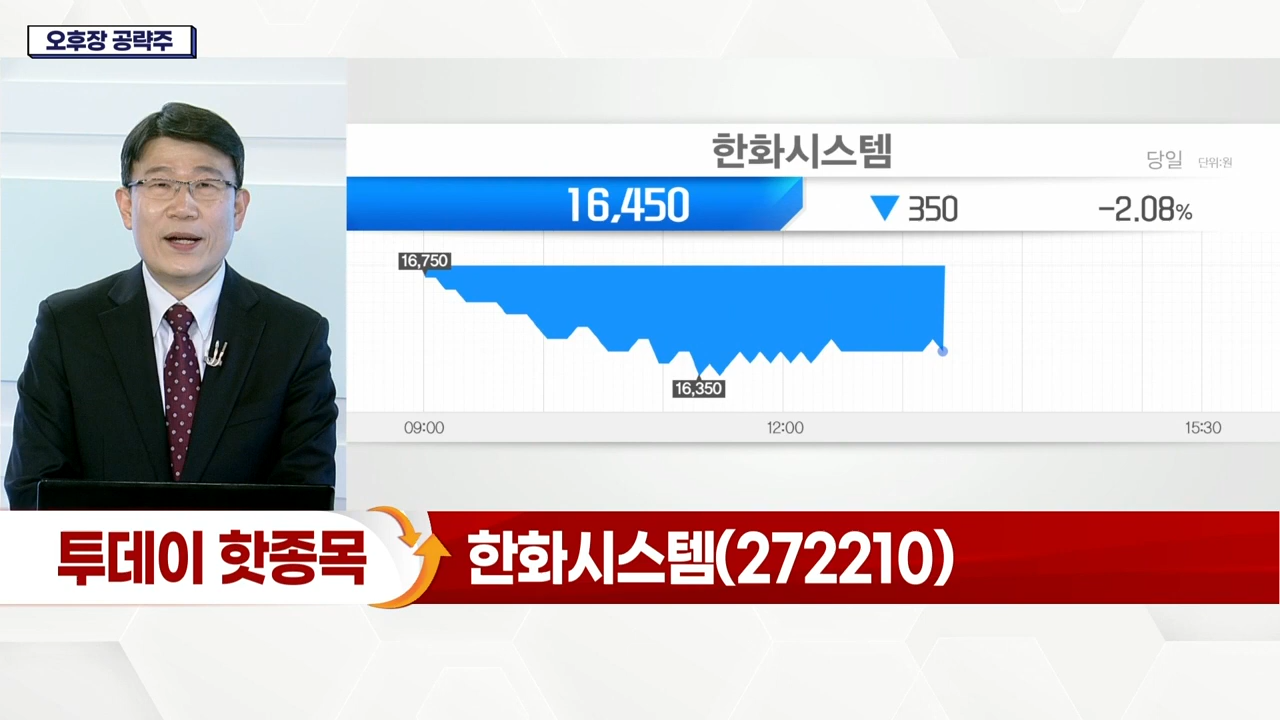 오후장 공략주
한화시스템
당일 단위:원
16,450 ▼ 350 -2.08%
16,750
16,350
09:00 12:00 15:30
투데이 핫종목
한화시스템(272210)